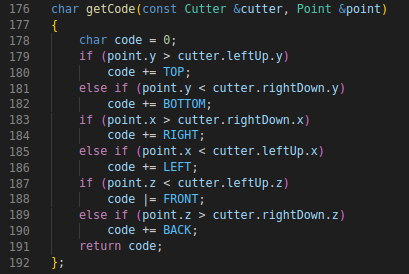 176 char getCode(const Cutter &cutter, Point &point)
177 {
178     char code = 0;
179     if (point.y > cutter.leftUp.y)
180         code += TOP;
181     else if (point.y < cutter.rightDown.y)
182         code += BOTTOM;
183     if (point.x > cutter.rightDown.x)
184         code += RIGHT;
185     else if (point.x < cutter.leftUp.x)
186         code += LEFT;
187     if (point.z < cutter.leftUp.z)
188         code |= FRONT;
189     else if (point.z > cutter.rightDown.z)
190         code += BACK;
191     return code;
192 };